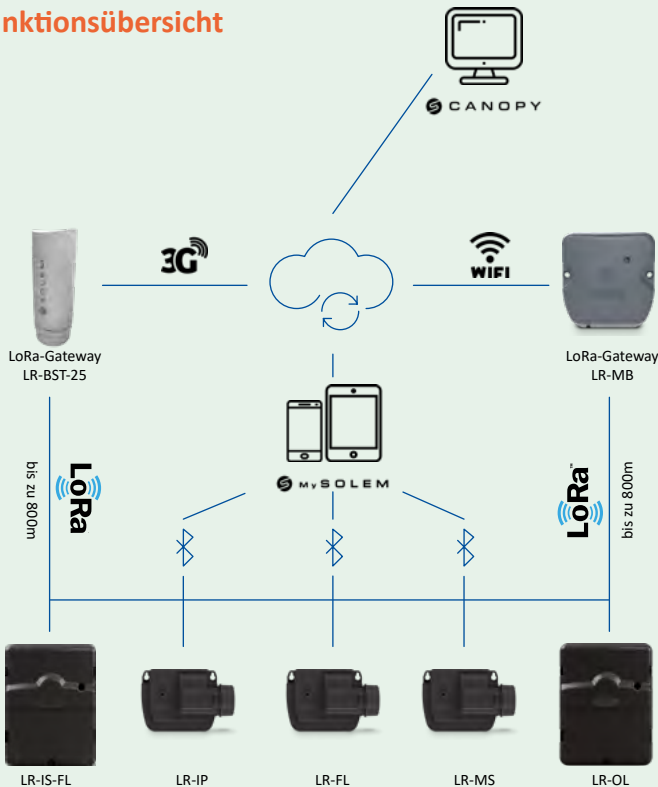 nktionsübersicht
CANOPY
3G
WIFI
LoRa-Gateway
LR-BST-25
LoRa-Gateway
LR-MB
MySOLEM
bis zu 800m
LoRa
LoRa
bis zu 800m
LR-IS-FL
LR-IP
LR-FL
LR-MS
LR-OL